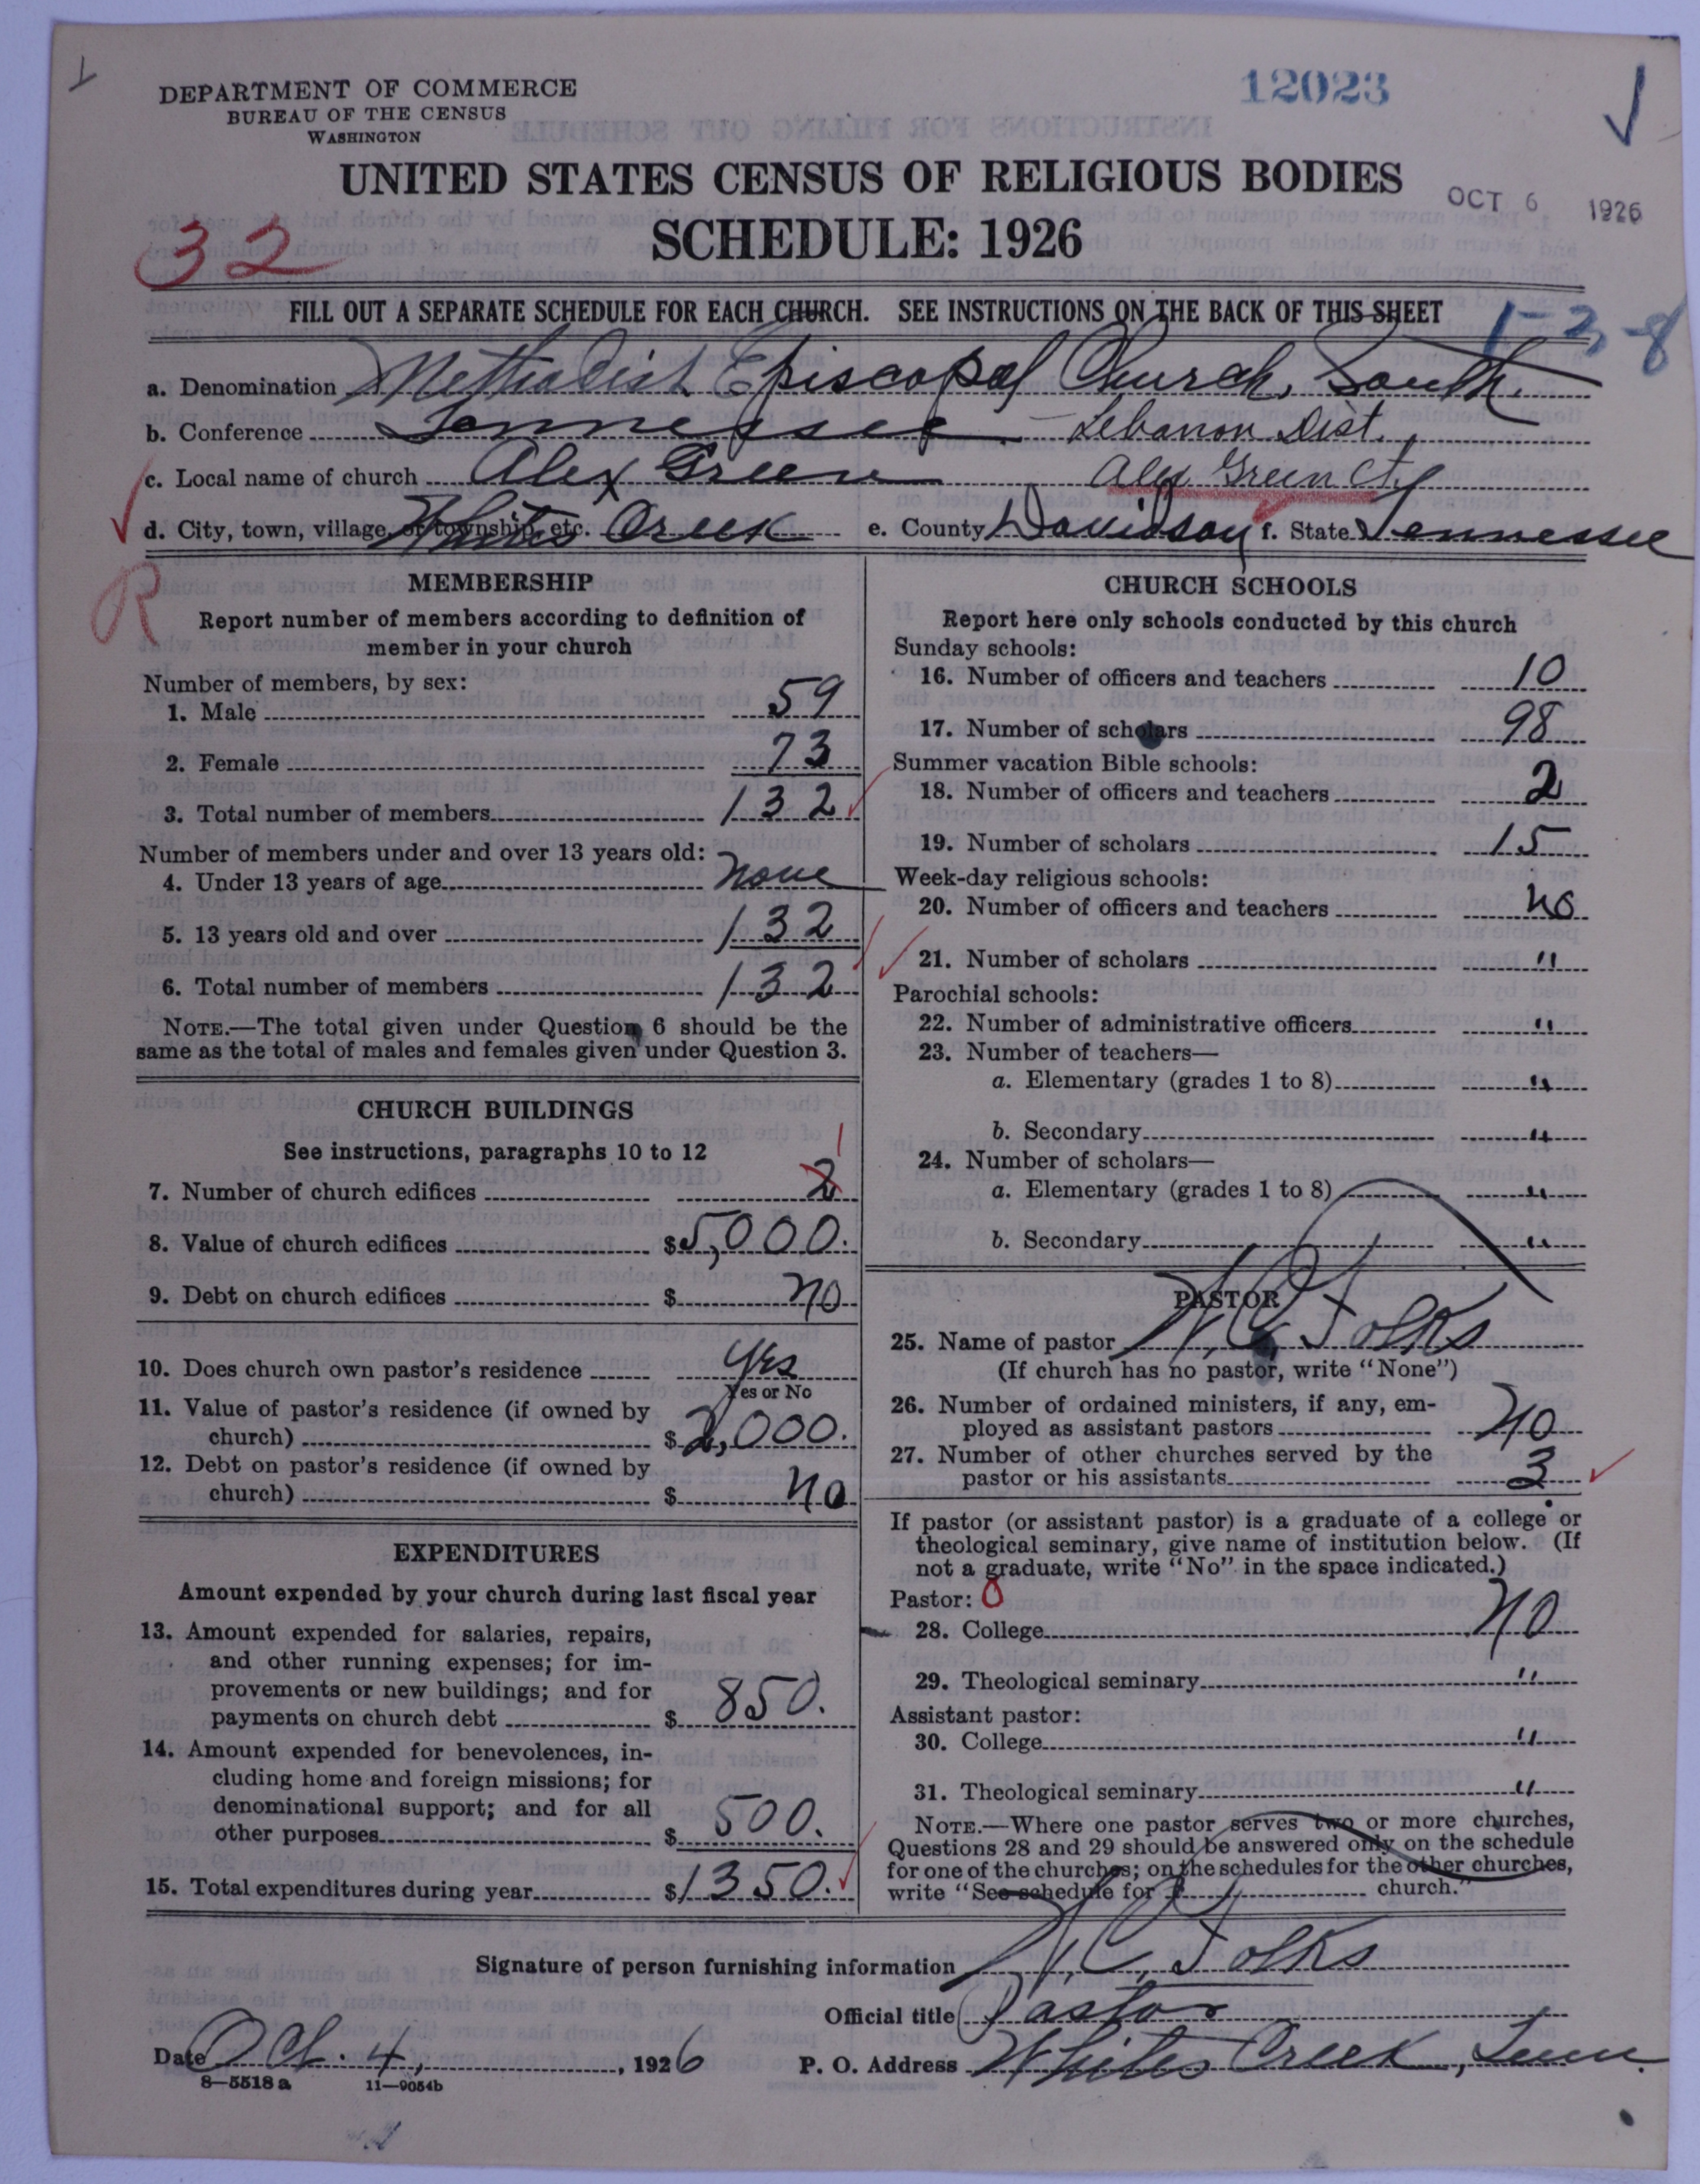 DEPARTMENT OF COMMERCE
BUREAU OF THE CENSUS
WASHINGTON
12023
UNITED STATES CENSUS OF RELIGIOUS BODIES
SCHEDULE: 1926
OCT 6 1926
32
FILL OUT A SEPARATE SCHEDULE FOR EACH CHURCH. SEE INSTRUCTIONS ON THE BACK OF THIS SHEET
1-2-8
a. Denomination Methodist Episcopal Church, South.
b. Conference Tennessee - Lebanon Dist.
c. Local name of church Alex Green Alex Green Ct.
d. City, town, village, or township, etc. Whites Creek e. County Davidson f. State Tennessee
R
MEMBERSHIP
Report number of members according to definition of
member in your church
Number of members, by sex:
1. Male 59
2. Female 73
3. Total number of members 132
Number of members under and over 13 years old:
4. Under 13 years of age None
5. 13 years old and over 132
6. Total number of members 132
NOTE.—The total given under Question 6 should be the
same as the total of males and females given under Question 3.
CHURCH BUILDINGS
See instructions, paragraphs 10 to 12
1
7. Number of church edifices 2
8. Value of church edifices $5,000.
9. Debt on church edifices $ no
10. Does church own pastor's residence yes
Yes or No
11. Value of pastor's residence (if owned by
church) $2,000.
12. Debt on pastor's residence (if owned by
church) $ no
EXPENDITURES
Amount expended by your church during last fiscal year
13. Amount expended for salaries, repairs,
and other running expenses; for im-
provements or new buildings; and for
payments on church debt $ 850.
14. Amount expended for benevolences, in-
cluding home and foreign missions; for
denominational support; and for all
other purposes $ 500.
15. Total expenditures during year $1350.
CHURCH SCHOOLS
Report here only schools conducted by this church
Sunday schools:
16. Number of officers and teachers 10
17. Number of scholars 98
Summer vacation Bible schools:
18. Number of officers and teachers 2
19. Number of scholars 15
Week-day religious schools:
20. Number of officers and teachers no
21. Number of scholars "
Parochial schools:
22. Number of administrative officers "
23. Number of teachers—
a. Elementary (grades 1 to 8) "
b. Secondary "
24. Number of scholars—
a. Elementary (grades 1 to 8) "
b. Secondary "
PASTOR
25. Name of pastor W. C. Folks
(If church has no pastor, write "None")
26. Number of ordained ministers, if any, em-
ployed as assistant pastors no
27. Number of other churches served by the
pastor or his assistants 3
If pastor (or assistant pastor) is a graduate of a college or
theological seminary, give name of institution below. (If
not a graduate, write "No" in the space indicated.)
Pastor: 0
28. College no
29. Theological seminary "
Assistant pastor:
30. College "
31. Theological seminary "
NOTE.—Where one pastor serves two or more churches,
Questions 28 and 29 should be answered only on the schedule
for one of the churches; on the schedules for the other churches,
write "See schedule for church."
Signature of person furnishing information W. C. Folks
Official title Pastor
Date Oct. 4, 1926 P. O. Address Whites Creek, Tenn.
8—5518 a 11—9054b